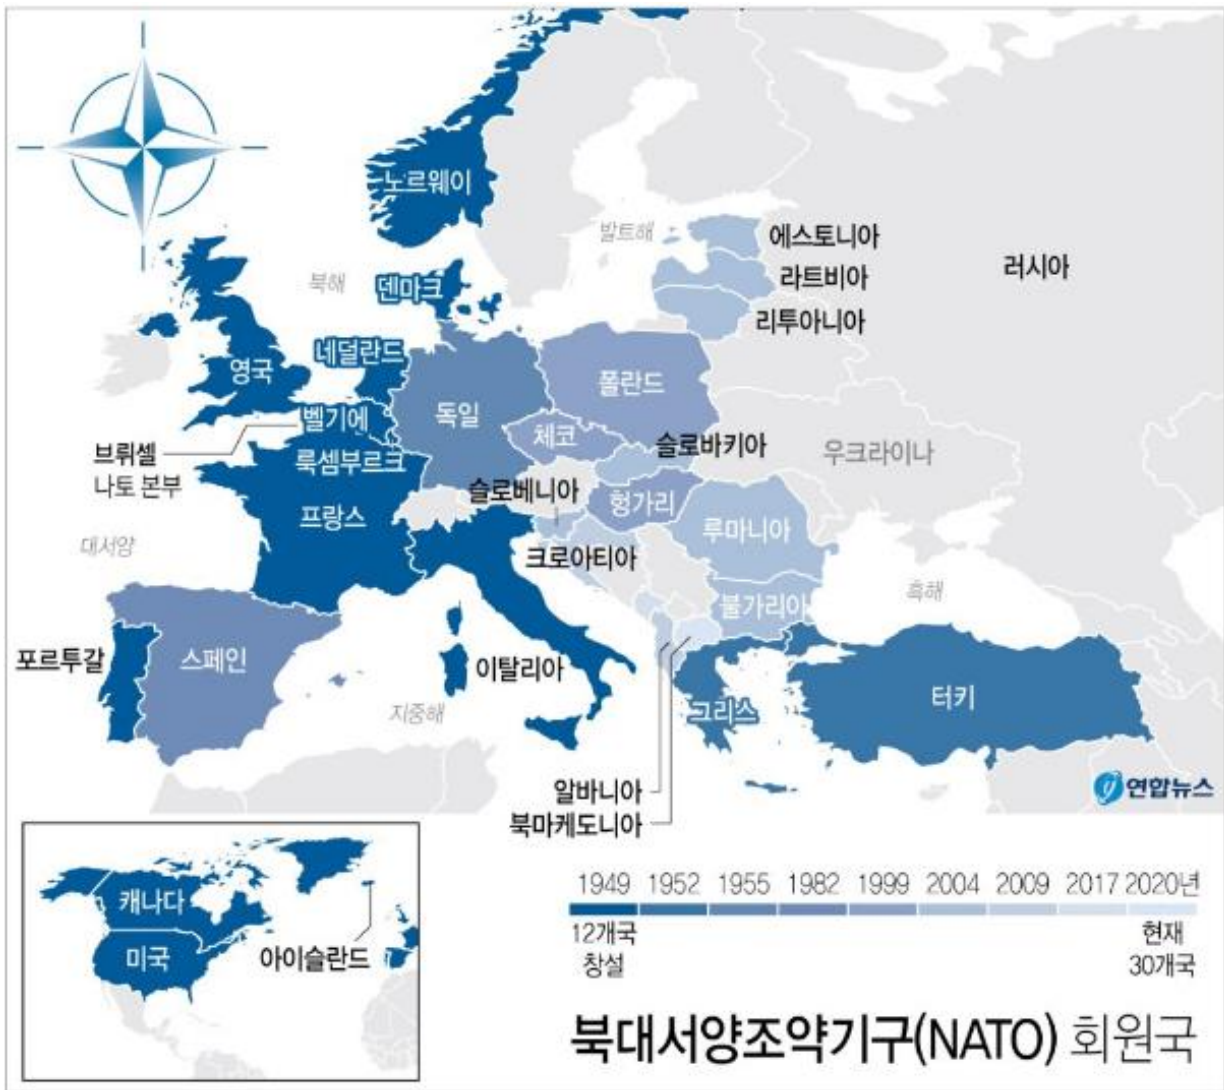 노르웨이
발트해
에스토니아
라트비아
리투아니아
러시아
북해
덴마크
네덜란드
영국
벨기에
독일
폴란드
브뤼셀
나토 본부
룩셈부르크
체코
슬로바키아
우크라이나
슬로베니아
헝가리
프랑스
루마니아
대서양
크로아티아
불가리아
흑해
포르투갈
스페인
이탈리아
지중해
그리스
터키
알바니아
북마케도니아
연합뉴스
캐나다
미국
아이슬란드
1949 1952 1955 1982 1999 2004 2009 2017 2020년
12개국
창설
현재
30개국
북대서양조약기구(NATO) 회원국